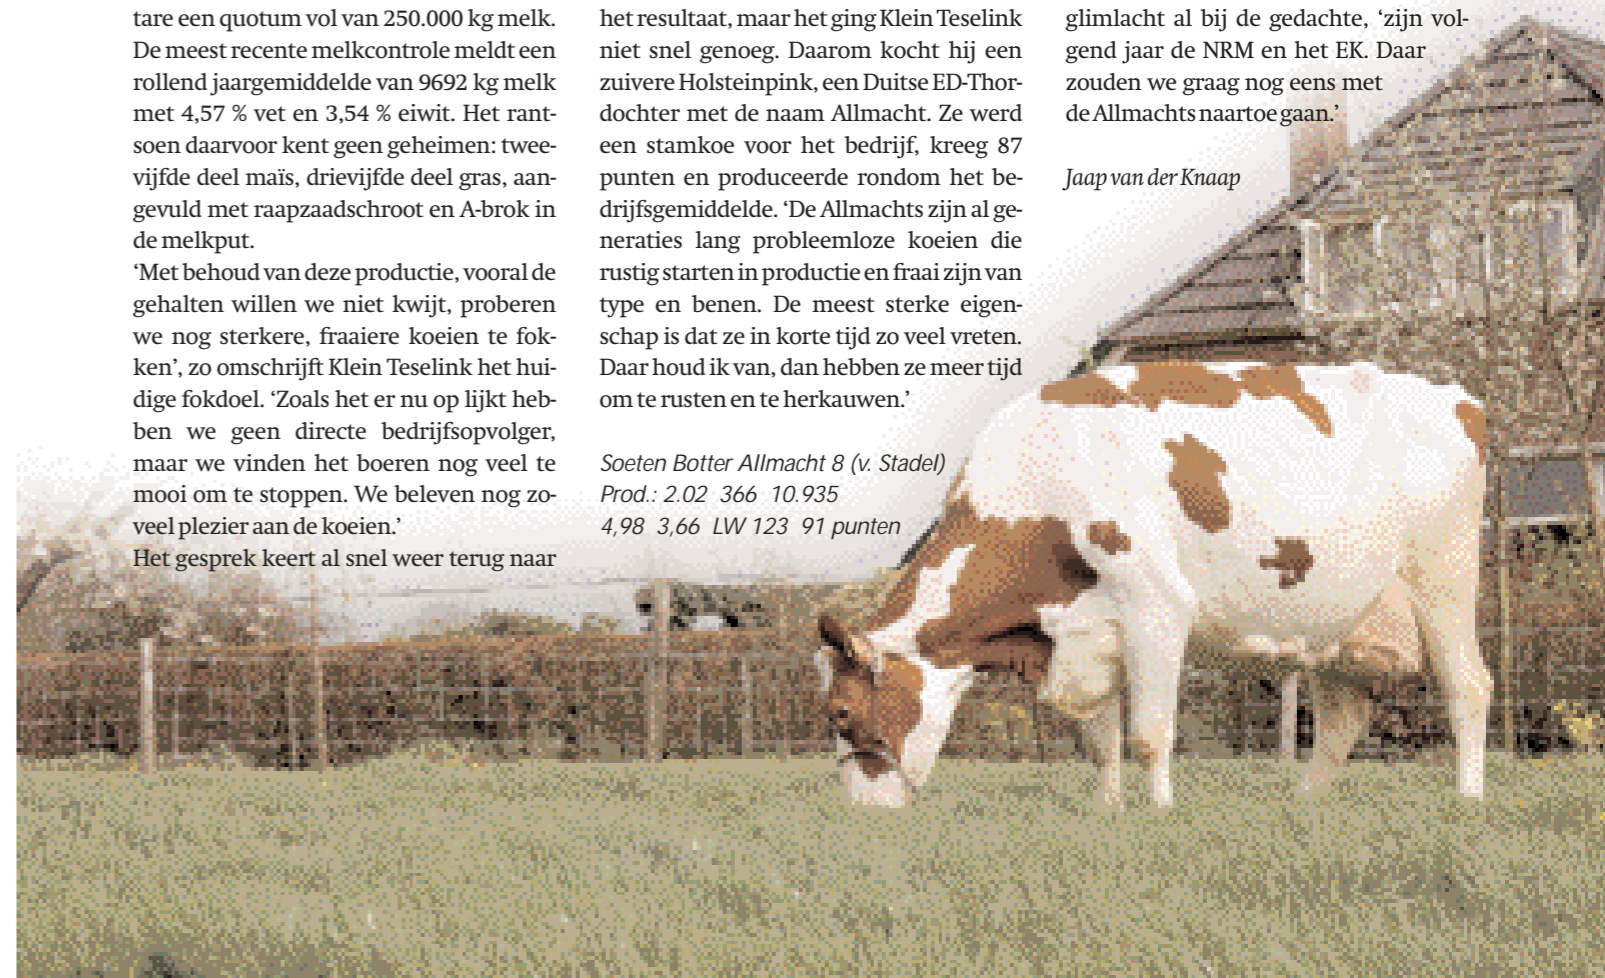 tare een quotum vol van 250.000 kg melk.
De meest recente melkcontrole meldt een
rollend jaargemiddelde van 9692 kg melk
met 4,57 % vet en 3,54 % eiwit. Het rant-
soen daarvoor kent geen geheimen: twee-
vijfde deel maïs, drievijfde deel gras, aan-
gevuld met raapzaadschroot en A-brok in
de melkput.
‘Met behoud van deze productie, vooral de
gehalten willen we niet kwijt, proberen
we nog sterkere, fraaiere koeien te fok-
ken’, zo omschrijft Klein Teselink het hui-
dige fokdoel. ‘Zoals het er nu op lijkt heb-
ben we geen directe bedrijfsopvolger,
maar we vinden het boeren nog veel te
mooi om te stoppen. We beleven nog zo-
veel plezier aan de koeien.’
Het gesprek keert al snel weer terug naar
het resultaat, maar het ging Klein Teselink
niet snel genoeg. Daarom kocht hij een
zuivere Holsteinpink, een Duitse ED-Thor-
dochter met de naam Allmacht. Ze werd
een stamkoe voor het bedrijf, kreeg 87
punten en produceerde rondom het be-
drijfsgemiddelde. ‘De Allmachts zijn al ge-
neraties lang probleemloze koeien die
rustig starten in productie en fraai zijn van
type en benen. De meest sterke eigen-
schap is dat ze in korte tijd zo veel vreten.
Daar houd ik van, dan hebben ze meer tijd
om te rusten en te herkauwen.’
Soeten Botter Allmacht 8 (v. Stadel)
Prod.: 2.02 366 10.935
4,98 3,66 LW 123 91 punten
glimlacht al bij de gedachte, ‘zijn vol-
gend jaar de NRM en het EK. Daar
zouden we graag nog eens met
de Allmachts naartoe gaan.’
Jaap van der Knaap